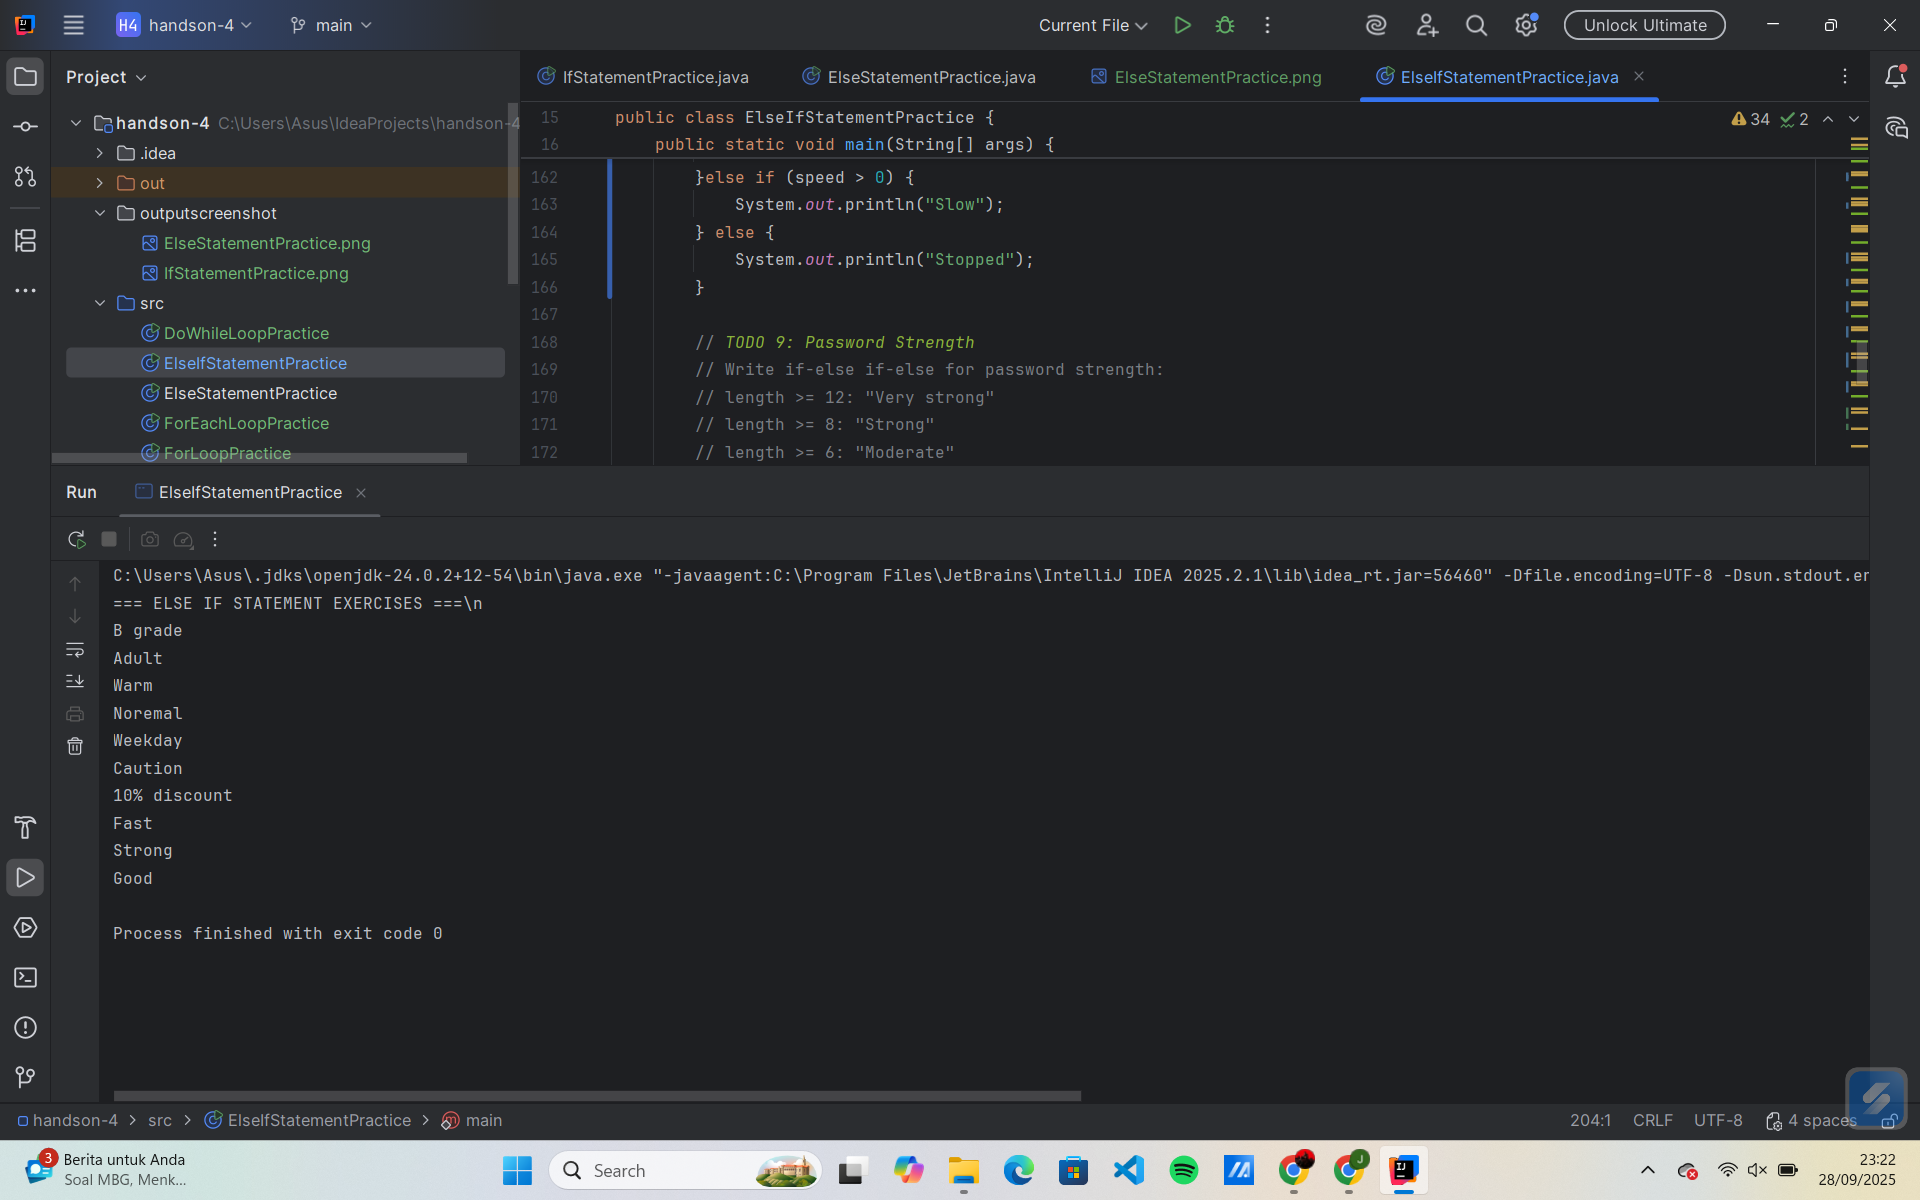 H4 handson-4 main Current File Unlock Ultimate
Project
IfStatementPractice.java ElseStatementPractice.java ElseStatementPractice.png ElseIfStatementPractice.java
handson-4 C:\Users\Asus\IdeaProjects\handson-4
.idea
out
outputscreenshot
ElseStatementPractice.png
IfStatementPractice.png
src
DoWhileLoopPractice
ElseIfStatementPractice
ElseStatementPractice
ForEachLoopPractice
ForLoopPractice
34 2
15 public class ElseIfStatementPractice {
16 public static void main(String[] args) {
162 }else if (speed > 0) {
163 System.out.println("Slow");
164 } else {
165 System.out.println("Stopped");
166 }
167
168 // TODO 9: Password Strength
169 // Write if-else if-else for password strength:
170 // length >= 12: "Very strong"
171 // length >= 8: "Strong"
172 // length >= 6: "Moderate"
Run ElseIfStatementPractice
C:\Users\Asus\.jdks\openjdk-24.0.2+12-54\bin\java.exe "-javaagent:C:\Program Files\JetBrains\IntelliJ IDEA 2025.2.1\lib\idea_rt.jar=56460" -Dfile.encoding=UTF-8 -Dsun.stdout.er
=== ELSE IF STATEMENT EXERCISES ===\n
B grade
Adult
Warm
Noremal
Weekday
Caution
10% discount
Fast
Strong
Good
Process finished with exit code 0
handson-4 > src > ElseIfStatementPractice > main
204:1 CRLF UTF-8 4 spaces
3
Berita untuk Anda
Soal MBG, Menk...
Search
23:22
28/09/2025